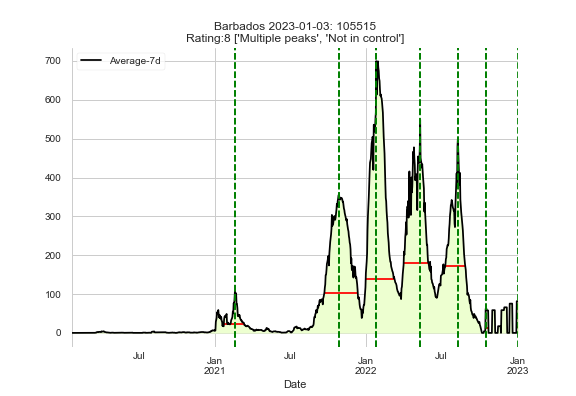 Barbados 2023-01-03: 105515
Rating:8 ['Multiple peaks', 'Not in control']
Average-7d
700
600
500
400
300
200
100
0
Jul
Jan
2021
Jul
Jan
2022
Jul
Jan
2023
Date